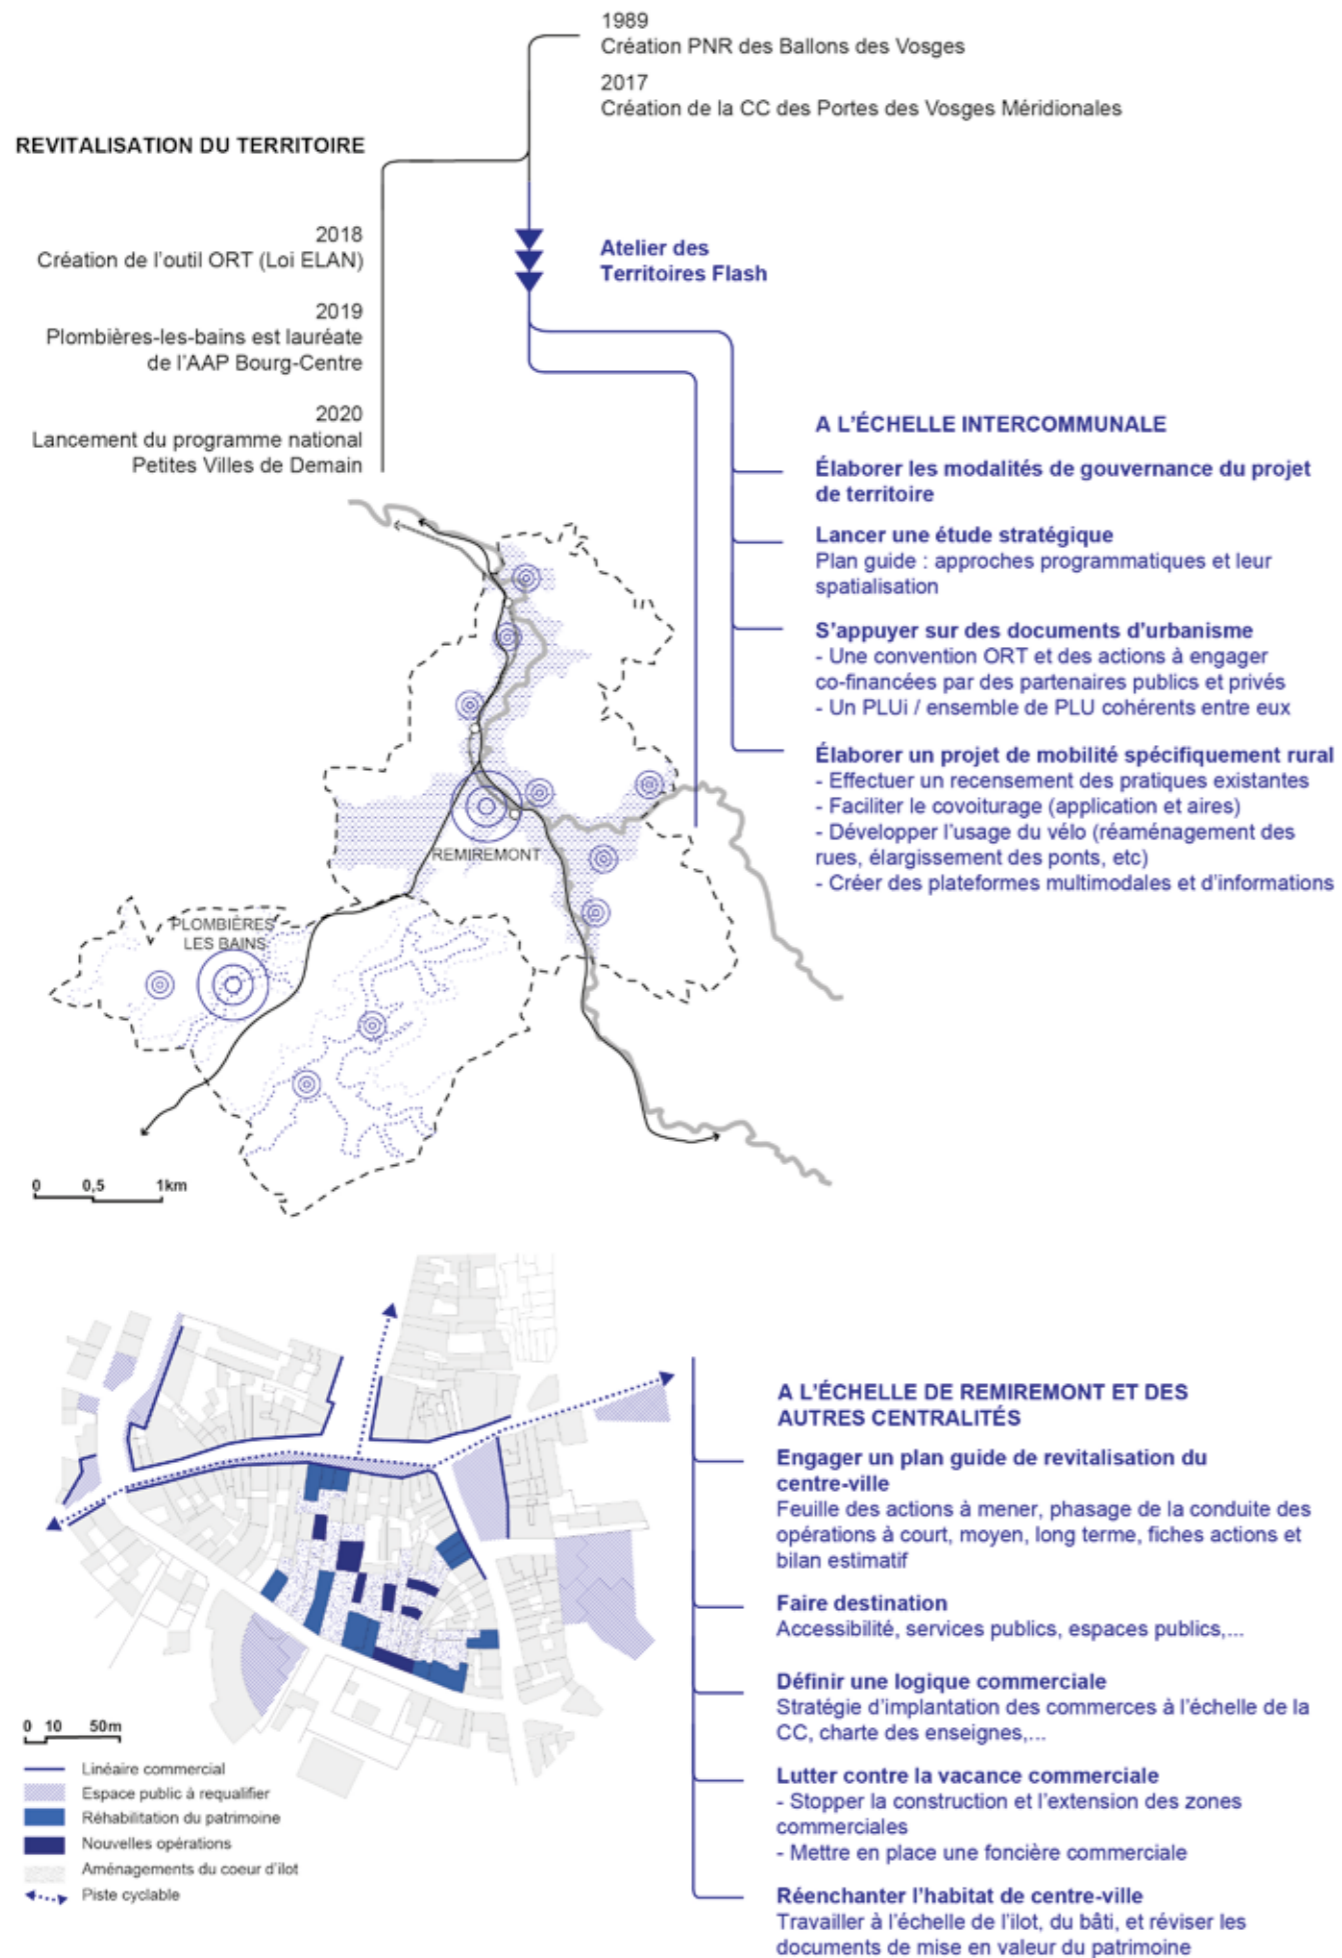 1989
Création PNR des Ballons des Vosges
2017
Création de la CC des Portes des Vosges Méridionales
REVITALISATION DU TERRITOIRE
2018
Création de l'outil ORT (Loi ELAN)
2019
Plombières-les-bains est lauréate
de l'AAP Bourg-Centre
2020
Lancement du programme national
Petites Villes de Demain
Atelier des
Territoires Flash
A L'ÉCHELLE INTERCOMMUNALE
Élaborer les modalités de gouvernance du projet
de territoire
Lancer une étude stratégique
Plan guide : approches programmatiques et leur
spatialisation
S'appuyer sur des documents d'urbanisme
- Une convention ORT et des actions à engager
co-financées par des partenaires publics et privés
- Un PLUi / ensemble de PLU cohérents entre eux
Élaborer un projet de mobilité spécifiquement rural
- Effectuer un recensement des pratiques existantes
- Faciliter le covoiturage (application et aires)
- Développer l'usage du vélo (réaménagement des
rues, élargissement des ponts, etc)
- Créer des plateformes multimodales et d'informations
REMIREMONT
PLOMBIÈRES
LES BAINS
0 0,5 1km
A L'ÉCHELLE DE REMIREMONT ET DES
AUTRES CENTRALITÉS
Engager un plan guide de revitalisation du
centre-ville
Feuille des actions à mener, phasage de la conduite des
opérations à court, moyen, long terme, fiches actions et
bilan estimatif
Faire destination
Accessibilité, services publics, espaces publics,...
Définir une logique commerciale
Stratégie d'implantation des commerces à l'échelle de la
CC, charte des enseignes,...
Lutter contre la vacance commerciale
- Stopper la construction et l'extension des zones
commerciales
- Mettre en place une foncière commerciale
Réenchanter l'habitat de centre-ville
Travailler à l'échelle de l'ilot, du bâti, et réviser les
documents de mise en valeur du patrimoine
0 10 50m
Linéaire commercial
Espace public à requalifier
Réhabilitation du patrimoine
Nouvelles opérations
Aménagements du coeur d'ilot
Piste cyclable